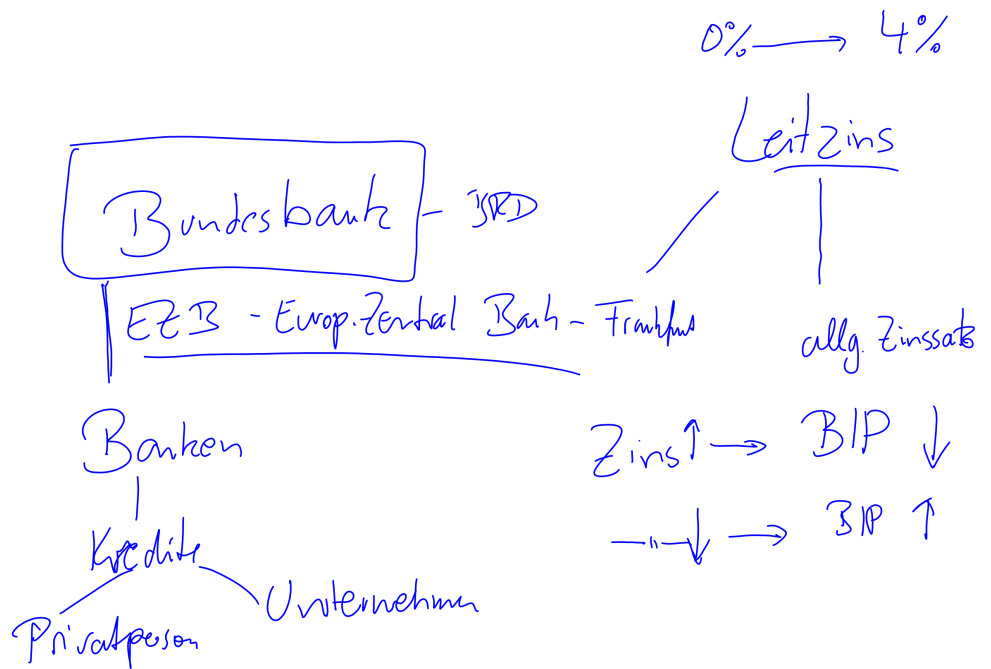 0% → 4%
Leitzins
Bundesbank - BRD
EZB - Europ. Zentral Bank - Frankfurt
allg. Zinssatz
Banken
Zins ↑ → BIP ↓
—"— ↓ → BIP ↑
Kredite
Unternehmen
Privatperson